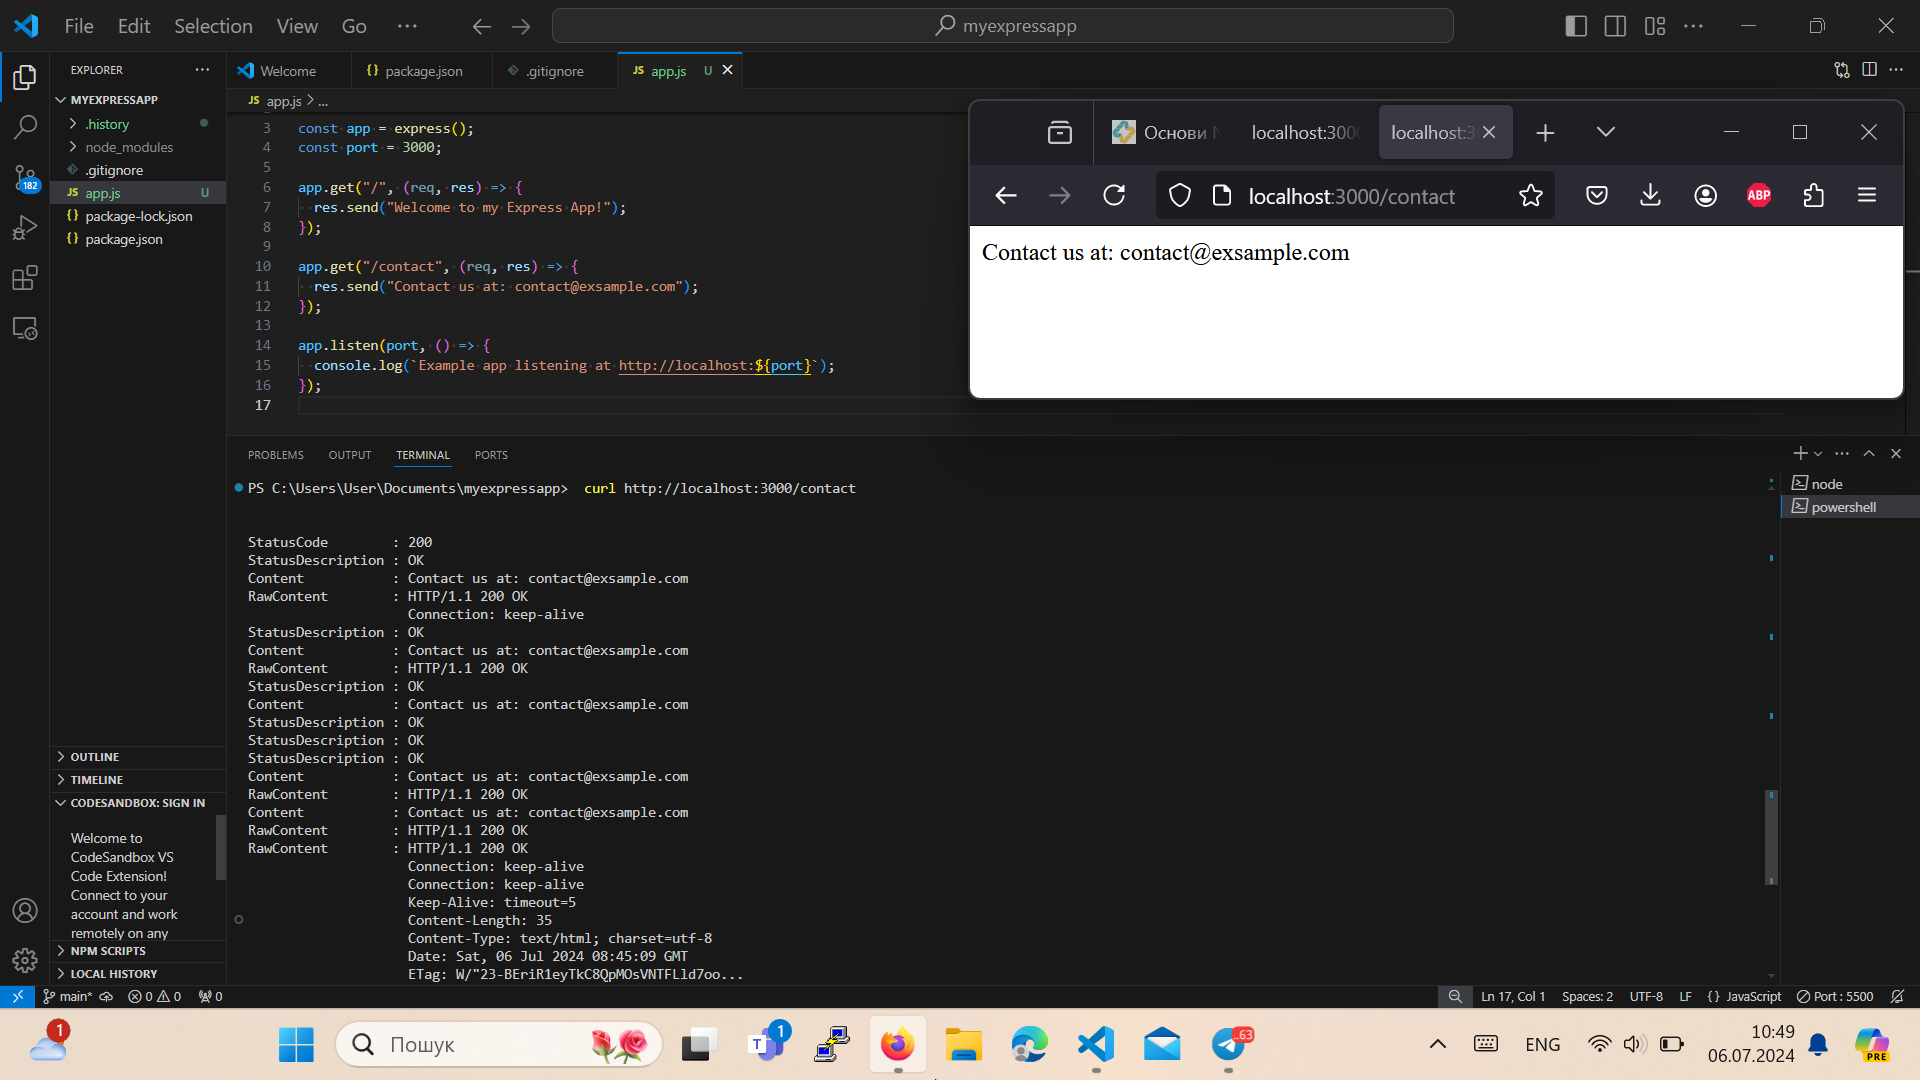 File Edit Selection View Go ···
myexpressapp
EXPLORER
Welcome
package.json
.gitignore
JS app.js U
MYEXPRESSAPP
.history
node_modules
.gitignore
JS app.js U
package-lock.json
package.json
JS app.js > ...
3 const app = express();
4 const port = 3000;
5
6 app.get("/", (req, res) => {
7 res.send("Welcome to my Express App!");
8 });
9
10 app.get("/contact", (req, res) => {
11 res.send("Contact us at: contact@exsample.com");
12 });
13
14 app.listen(port, () => {
15 console.log(`Example app listening at http://localhost:${port}`);
16 });
17
Основи
localhost:300
localhost:3
localhost:3000/contact
ABP
Contact us at: contact@exsample.com
182
PROBLEMS OUTPUT TERMINAL PORTS
node
powershell
PS C:\Users\User\Documents\myexpressapp> curl http://localhost:3000/contact
StatusCode : 200
StatusDescription : OK
Content : Contact us at: contact@exsample.com
RawContent : HTTP/1.1 200 OK
Connection: keep-alive
StatusDescription : OK
Content : Contact us at: contact@exsample.com
RawContent : HTTP/1.1 200 OK
StatusDescription : OK
Content : Contact us at: contact@exsample.com
StatusDescription : OK
StatusDescription : OK
StatusDescription : OK
Content : Contact us at: contact@exsample.com
RawContent : HTTP/1.1 200 OK
Content : Contact us at: contact@exsample.com
RawContent : HTTP/1.1 200 OK
RawContent : HTTP/1.1 200 OK
Connection: keep-alive
Connection: keep-alive
Keep-Alive: timeout=5
Content-Length: 35
Content-Type: text/html; charset=utf-8
Date: Sat, 06 Jul 2024 08:45:09 GMT
ETag: W/"23-BEriR1eyTkC8QpMOsVNTFLld7oo...
OUTLINE
TIMELINE
CODESANDBOX: SIGN IN
Welcome to
CodeSandbox VS
Code Extension!
Connect to your
account and work
remotely on any
NPM SCRIPTS
LOCAL HISTORY
main* 0 0 0
Ln 17, Col 1 Spaces: 2 UTF-8 LF {} JavaScript Port : 5500
1
Пошук
1
63
ENG
10:49
06.07.2024
PRE